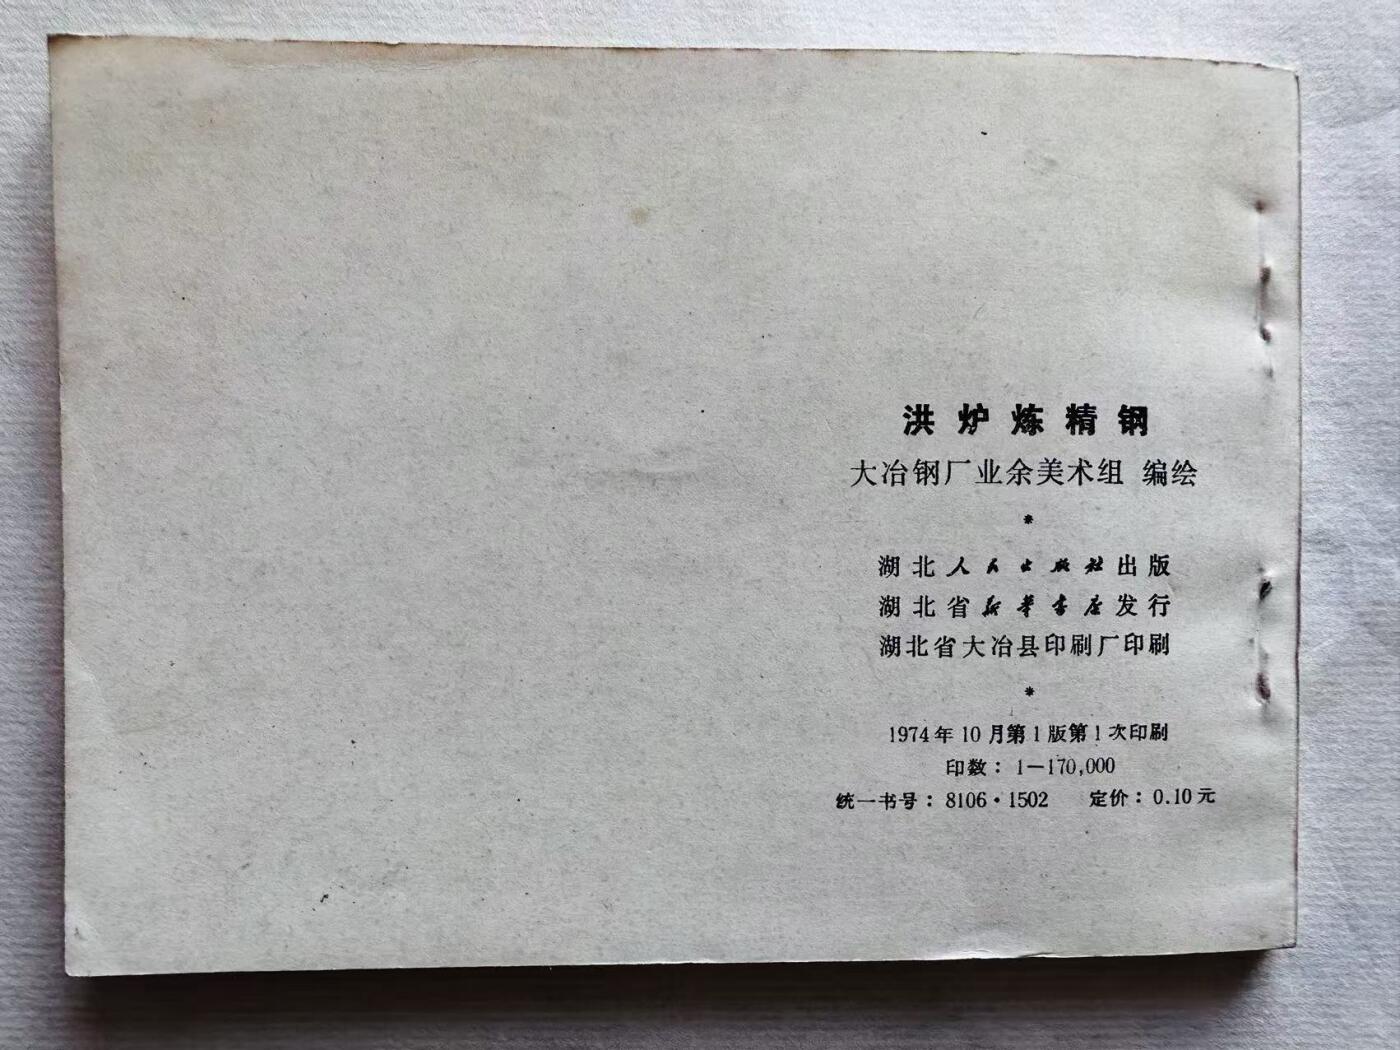 洪炉炼精钢
大冶钢厂业余美术组 编绘
*
湖北人民出版社出版
湖北省新华书店发行
湖北省大冶县印刷厂印刷
*
1974年10月第1版第1次印刷
印数：1—170,000
统一书号：8106·1502 定价：0.10元